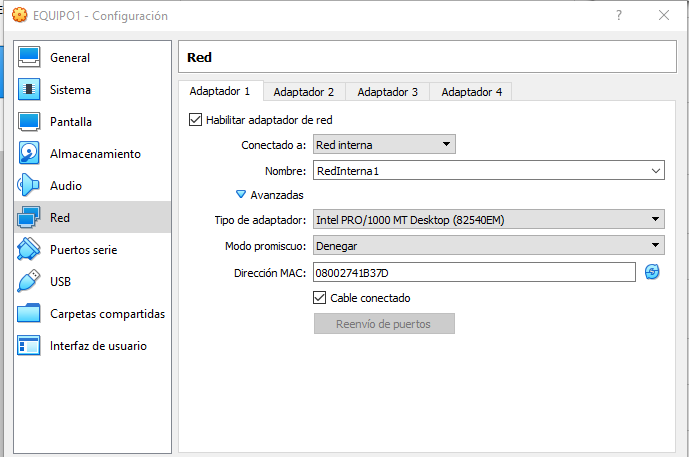 EQUIPO1 - Configuración
?
General
Sistema
Pantalla
Almacenamiento
Audio
Red
Puertos serie
USB
Carpetas compartidas
Interfaz de usuario
Red
Adaptador 1 Adaptador 2 Adaptador 3 Adaptador 4
Habilitar adaptador de red
Conectado a: Red interna
Nombre: RedInterna1
Avanzadas
Tipo de adaptador: Intel PRO/1000 MT Desktop (82540EM)
Modo promiscuo: Denegar
Dirección MAC: 08002741B37D
Cable conectado
Reenvío de puertos